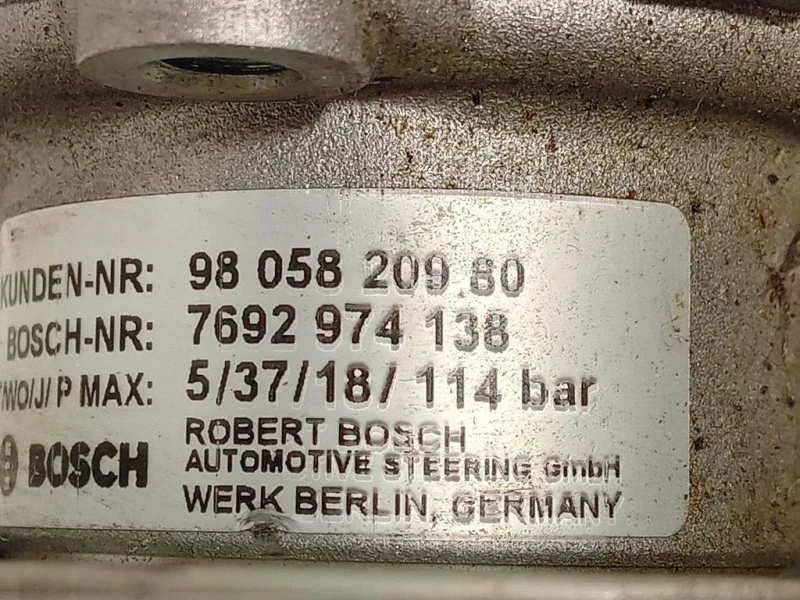 KUNDEN-NR: 98 058 209 80
BOSCH-NR: 7692 974 138
/WO/J/ P MAX: 5/37/18/ 114 bar
BOSCH
ROBERT BOSCH
AUTOMOTIVE STEERING GmbH
WERK BERLIN, GERMANY